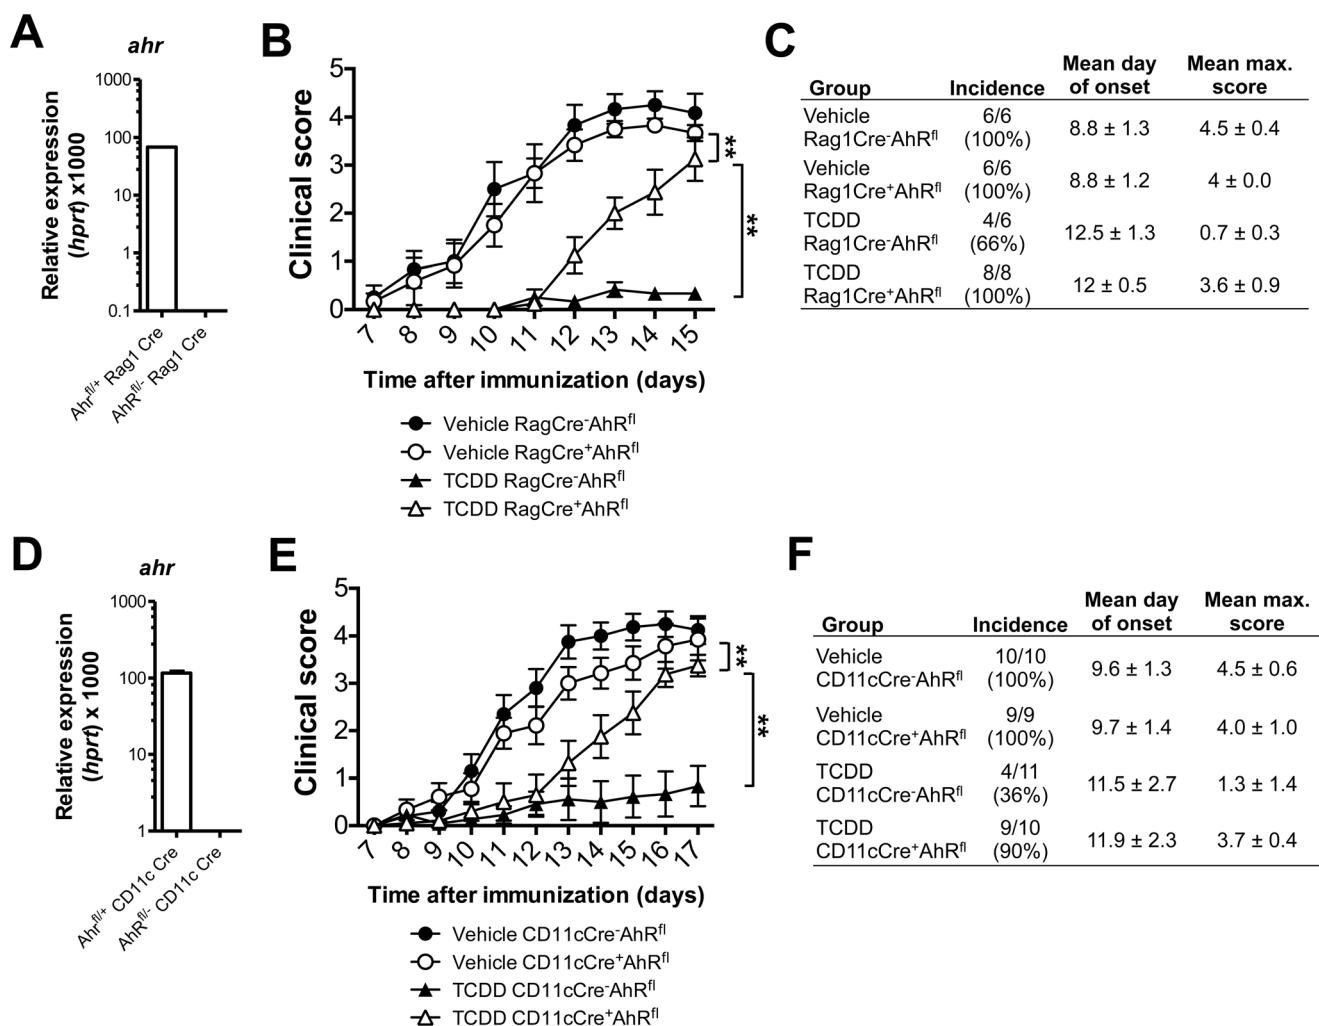 A
ahr
Relative expression
(hprt) x1000
1000
100
10
1
0.1
Ahrfl/+ Rag1 Cre
AhRfl/- Rag1 Cre
B
Clinical score
5
4
3
2
1
0
7 8 9 10 11 12 13 14 15
**
**
Time after immunization (days)
Vehicle RagCre-AhRfl
Vehicle RagCre+AhRfl
TCDD RagCre-AhRfl
TCDD RagCre+AhRfl
C
Group Incidence Mean day of onset Mean max. score
Vehicle Rag1Cre-AhRfl 6/6 (100%) 8.8 ± 1.3 4.5 ± 0.4
Vehicle Rag1Cre+AhRfl 6/6 (100%) 8.8 ± 1.2 4 ± 0.0
TCDD Rag1Cre-AhRfl 4/6 (66%) 12.5 ± 1.3 0.7 ± 0.3
TCDD Rag1Cre+AhRfl 8/8 (100%) 12 ± 0.5 3.6 ± 0.9
D
ahr
Relative expression
(hprt) x 1000
1000
100
10
1
Ahrfl/+ CD11c Cre
AhRfl/- CD11c Cre
E
Clinical score
5
4
3
2
1
0
7 8 9 10 11 12 13 14 15 16 17
**
**
Time after immunization (days)
Vehicle CD11cCre-AhRfl
Vehicle CD11cCre+AhRfl
TCDD CD11cCre-AhRfl
TCDD CD11cCre+AhRfl
F
Group Incidence Mean day of onset Mean max. score
Vehicle CD11cCre-AhRfl 10/10 (100%) 9.6 ± 1.3 4.5 ± 0.6
Vehicle CD11cCre+AhRfl 9/9 (100%) 9.7 ± 1.4 4.0 ± 1.0
TCDD CD11cCre-AhRfl 4/11 (36%) 11.5 ± 2.7 1.3 ± 1.4
TCDD CD11cCre+AhRfl 9/10 (90%) 11.9 ± 2.3 3.7 ± 0.4